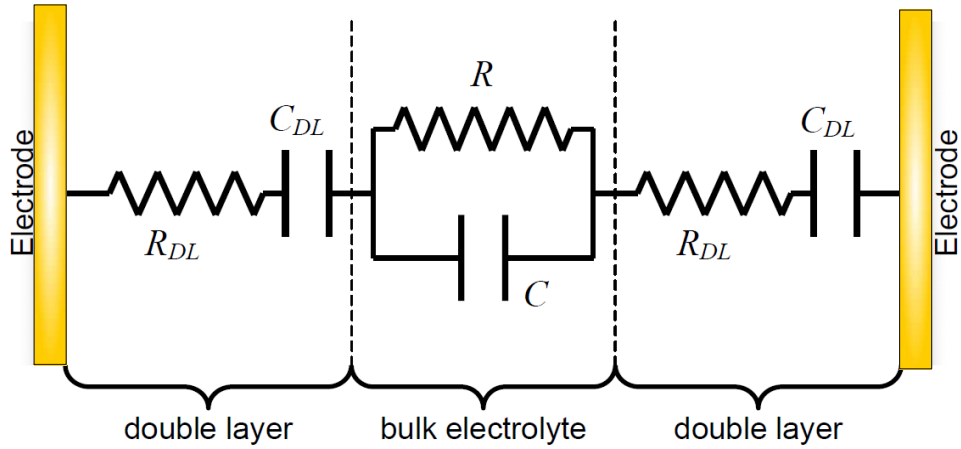 Electrode
R_DL
C_DL
R
C
R_DL
C_DL
Electrode
double layer
bulk electrolyte
double layer